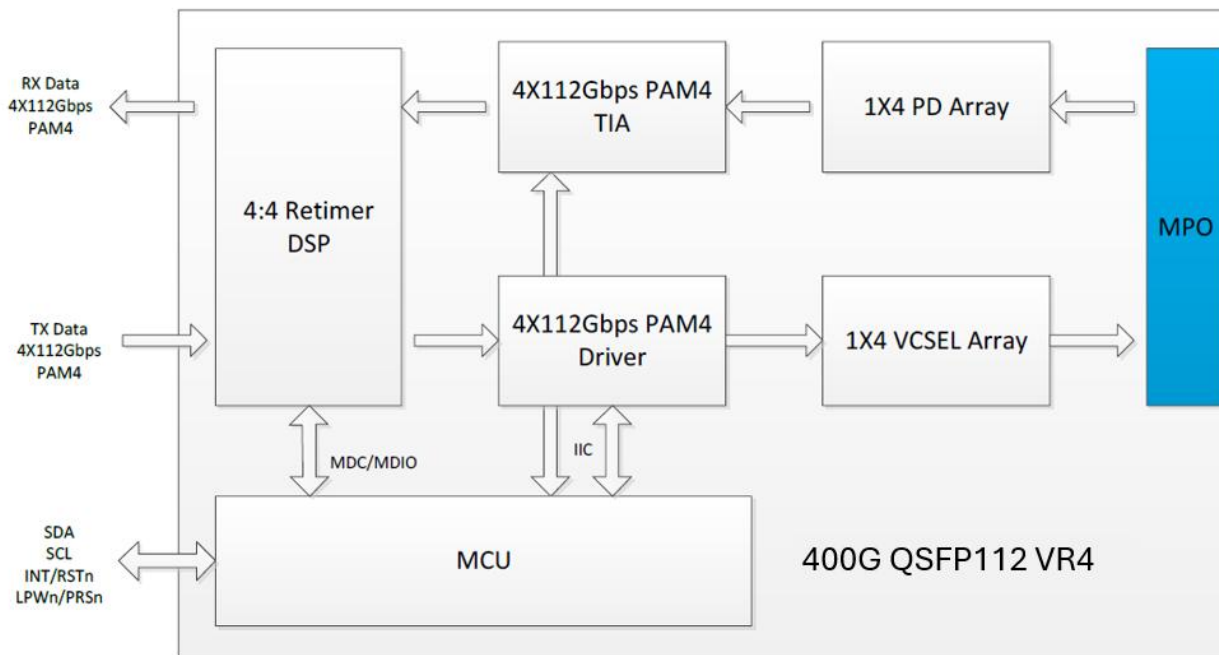 RX Data
4X112Gbps
PAM4
4:4 Retimer
DSP
4X112Gbps PAM4
TIA
1X4 PD Array
MPO
TX Data
4X112Gbps
PAM4
4X112Gbps PAM4
Driver
1X4 VCSEL Array
MDC/MDIO
IIC
SDA
SCL
INT/RSTn
LPWn/PRSn
MCU
400G QSFP112 VR4